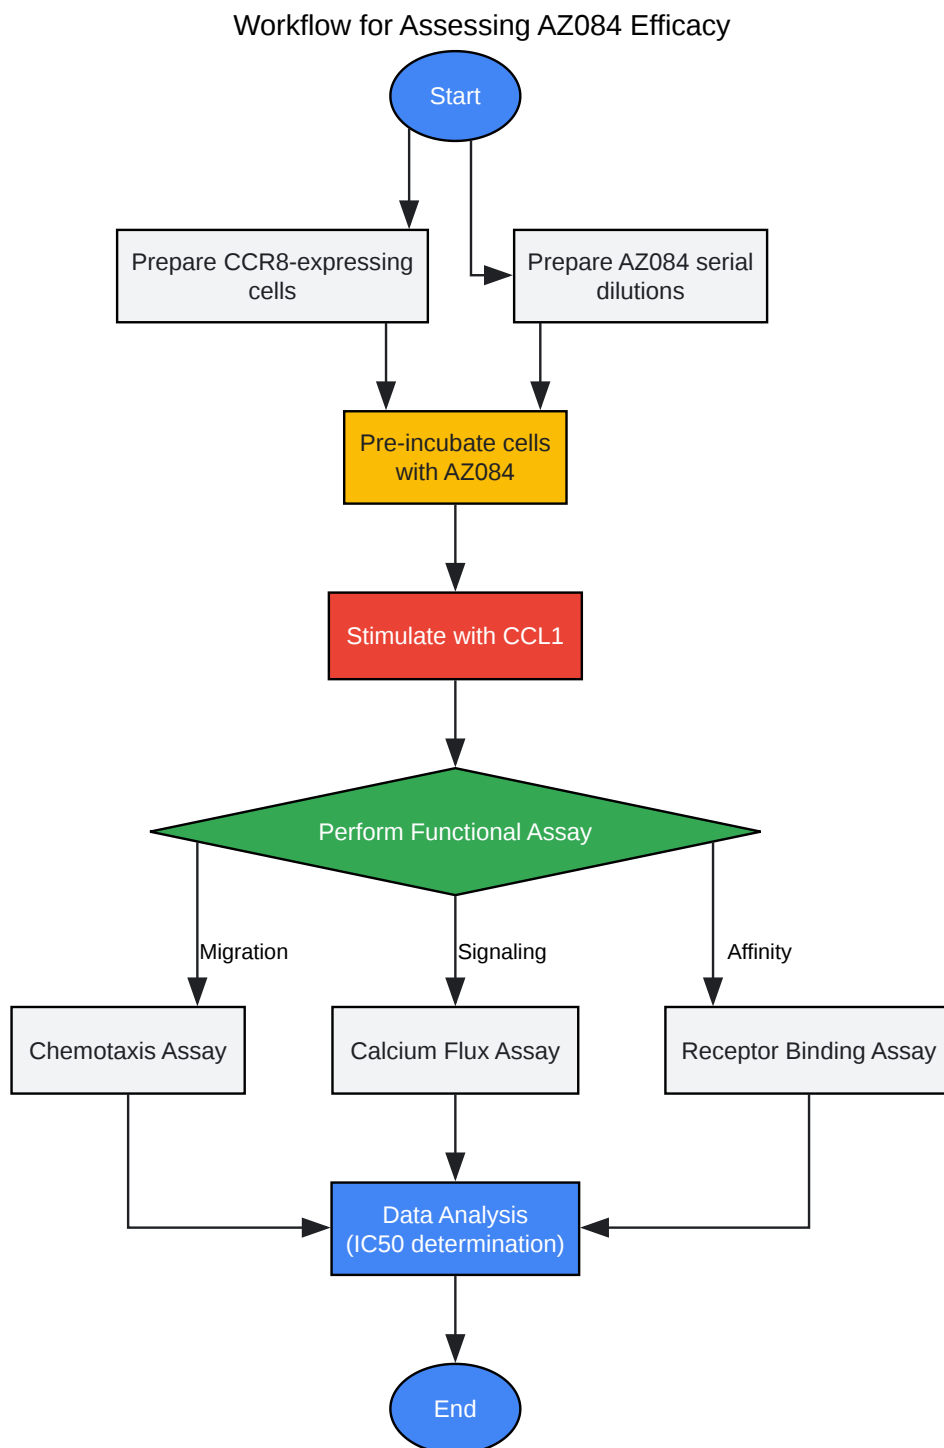 Workflow for Assessing AZ084 Efficacy
Start
Prepare CCR8-expressing
cells
Prepare AZ084 serial
dilutions
Pre-incubate cells
with AZ084
Stimulate with CCL1
Perform Functional Assay
Migration
Signaling
Affinity
Chemotaxis Assay
Calcium Flux Assay
Receptor Binding Assay
Data Analysis
(IC50 determination)
End